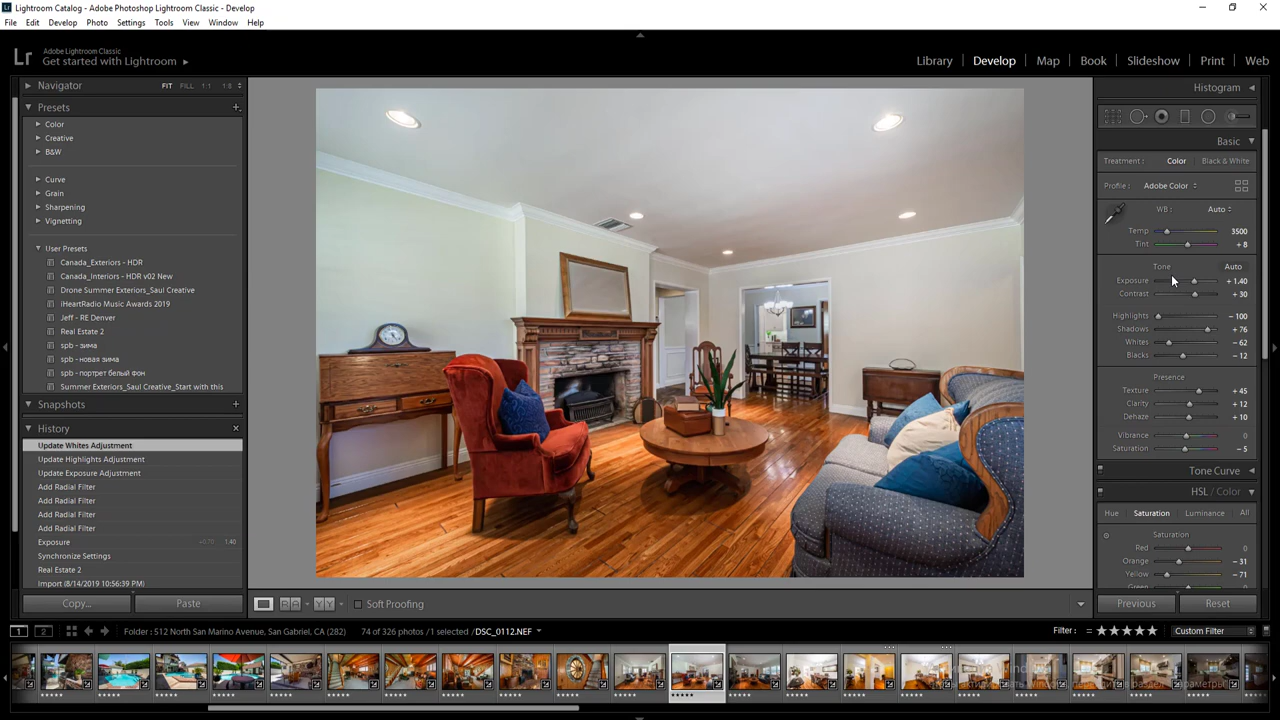 Lightroom Catalog - Adobe Photoshop Lightroom Classic - Develop
File Edit Develop Photo Settings Tools View Window Help
Lr
Adobe Lightroom Classic
Get started with Lightroom
Library Develop Map Book Slideshow Print Web
Navigator FIT FILL 1:1 1:8
Presets
Color
Creative
B&W
Curve
Grain
Sharpening
Vignetting
User Presets
Canada_Exteriors - HDR
Canada_Interiors - HDR v02 New
Drone Summer Exteriors_Saul Creative
iHeartRadio Music Awards 2019
Jeff - RE Denver
Real Estate 2
spb - зима
spb - новая зима
spb - портрет белый фон
Summer Exteriors_Saul Creative_Start with this
Snapshots
History
Update Whites Adjustment
Update Highlights Adjustment
Update Exposure Adjustment
Add Radial Filter
Add Radial Filter
Add Radial Filter
Add Radial Filter
Exposure +0.70 1.40
Synchronize Settings
Real Estate 2
Import (8/14/2019 10:56:39 PM)
Copy... Paste
Soft Proofing
Histogram
Basic
Treatment : Color Black & White
Profile : Adobe Color
WB : Auto
Temp 3500
Tint + 8
Tone Auto
Exposure + 1.40
Contrast + 30
Highlights − 100
Shadows + 76
Whites − 62
Blacks − 12
Presence
Texture + 45
Clarity + 12
Dehaze + 10
Vibrance 0
Saturation − 5
Tone Curve
HSL / Color
Hue Saturation Luminance All
Saturation
Red 0
Orange − 31
Yellow − 71
Green
Previous Reset
1 2 Folder : 512 North San Marino Avenue, San Gabriel, CA (282) 74 of 326 photos / 1 selected / DSC_0112.NEF Filter : Custom Filter